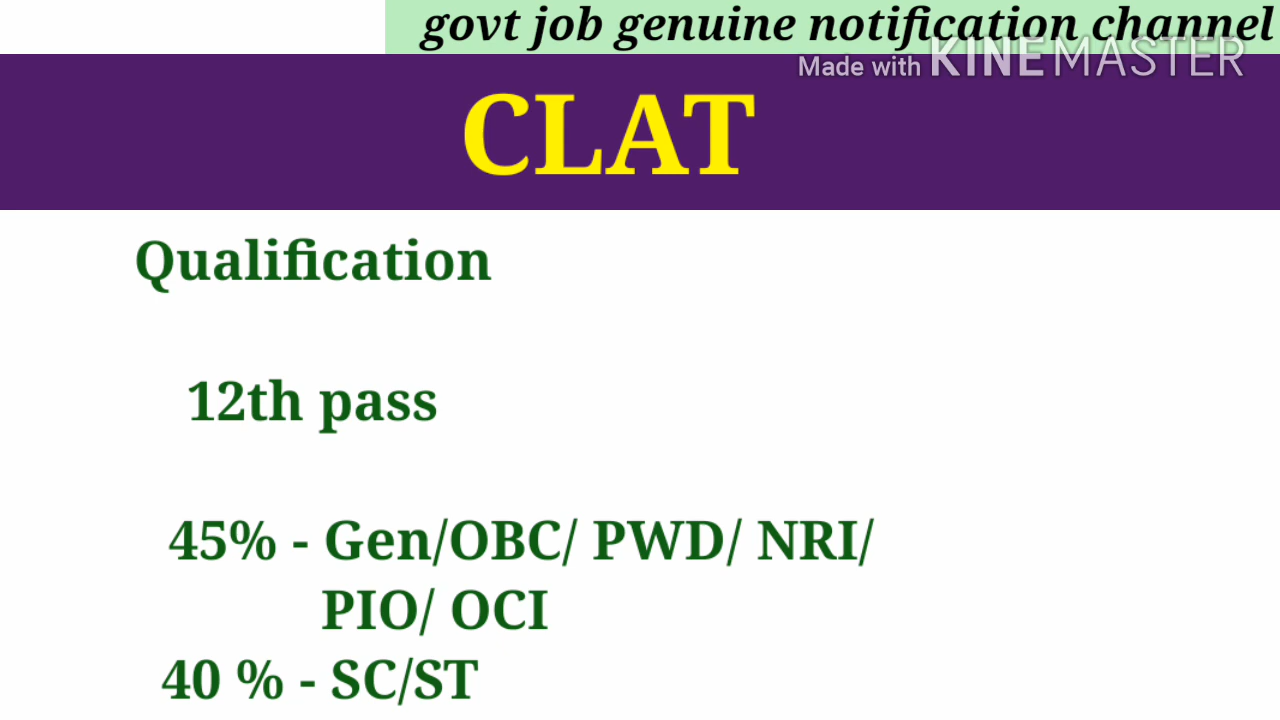 govt job genuine notification channel
Made with KINEMASTER
CLAT
Qualification
12th pass
45% - Gen/OBC/ PWD/ NRI/
PIO/ OCI
40 % - SC/ST